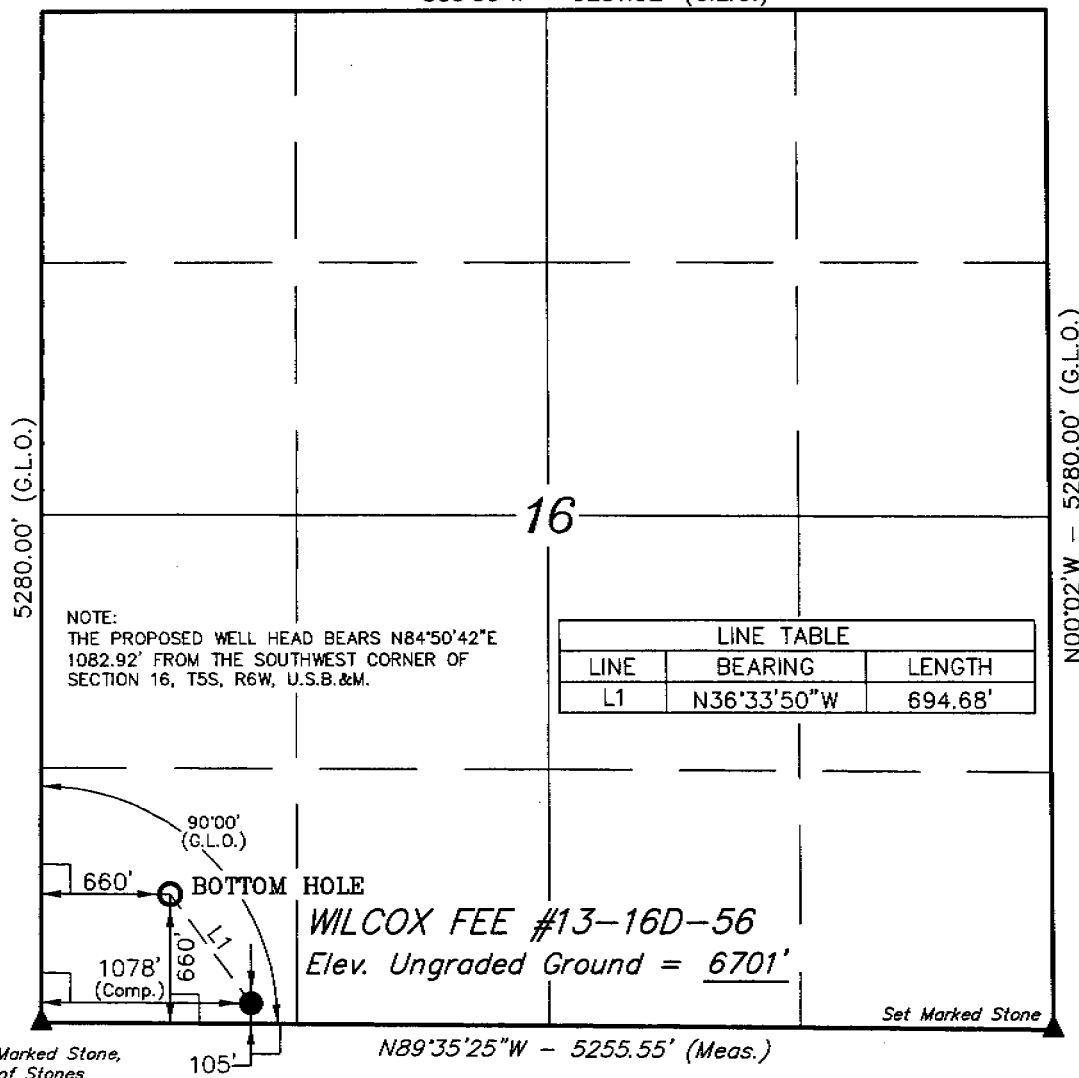 5280.00' (G.L.O.)
N00°02'W – 5280.00' (G.L.O.)
16
NOTE:
THE PROPOSED WELL HEAD BEARS N84°50'42"E
1082.92' FROM THE SOUTHWEST CORNER OF
SECTION 16, T5S, R6W, U.S.B.&M.
LINE TABLE
LINE BEARING LENGTH
L1 N36°33'50"W 694.68'
90°00'
(G.L.O.)
660'
BOTTOM HOLE
L1
660'
WILCOX FEE #13-16D-56
Elev. Ungraded Ground = 6701'
1078'
(Comp.)
Set Marked Stone
Marked Stone,
of Stones
105'
N89°35'25"W – 5255.55' (Meas.)